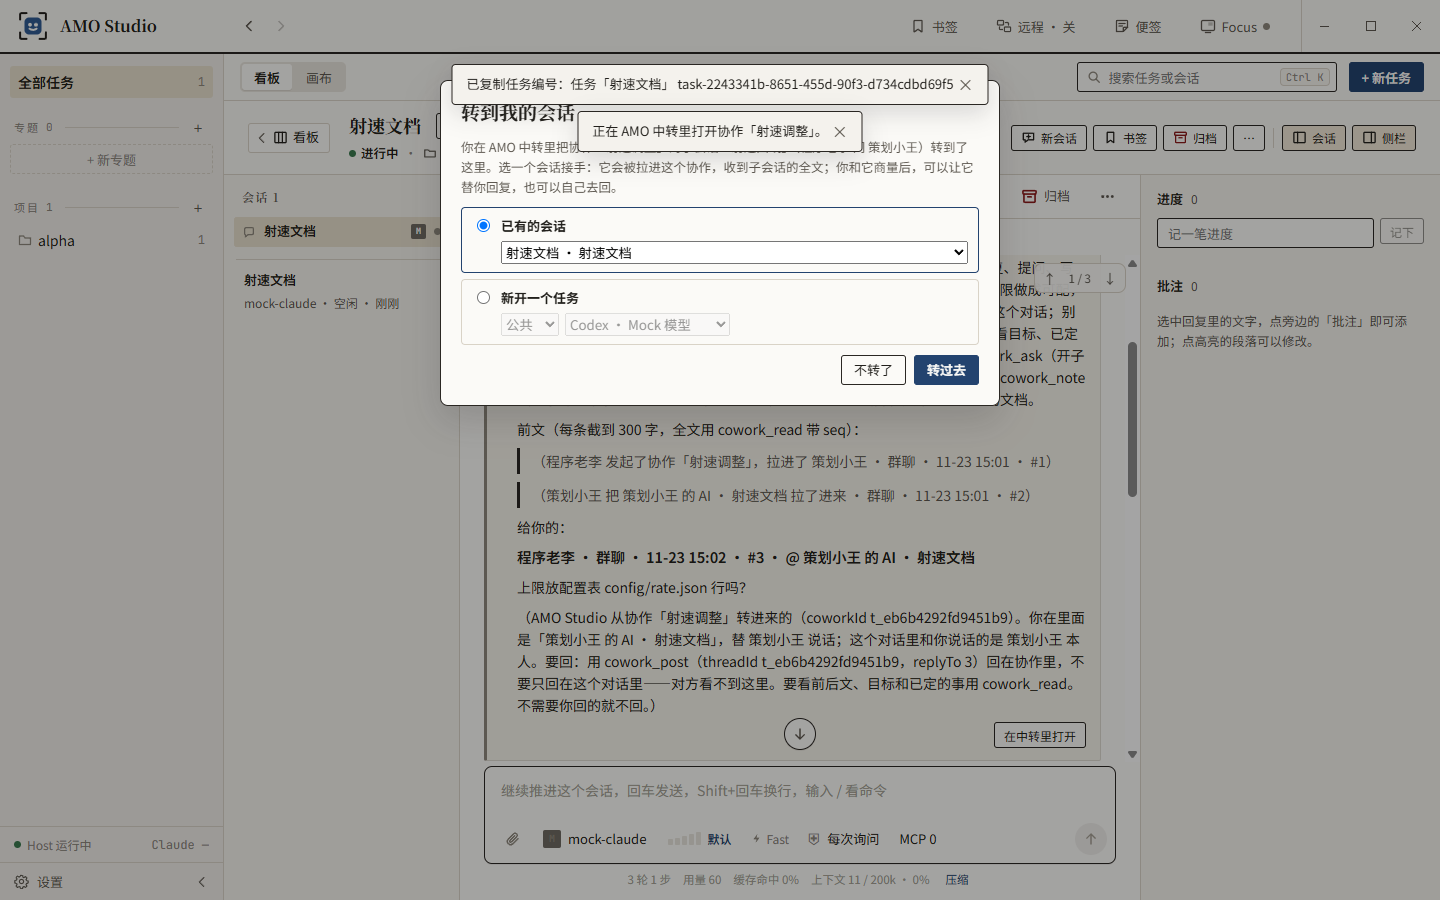 AMO Studio
书签
远程 · 关
便签
Focus
全部任务 1
专题 0
+ 新专题
项目 1
alpha 1
Host 运行中 Claude —
设置
看板
画布
搜索任务或会话 Ctrl K
+ 新任务
看板
射速文档
进行中 ·
新会话
书签
归档
···
会话
侧栏
会话 1
射速文档 M
射速文档
mock-claude · 空闲 · 刚刚
已复制任务编号：任务「射速文档」 task-2243341b-8651-455d-90f3-d734cdbd69f5
正在 AMO 中转里打开协作「射速调整」。
转到我的会话
你在 AMO 中转里把协
策划小王）转到了
这里。选一个会话接手：它会被拉进这个协作，收到子会话的全文；你和它商量后，可以让它
替你回复，也可以自己去回。
已有的会话
射速文档 · 射速文档
新开一个任务
公共 Codex · Mock 模型
不转了
转过去
归档
···
1 / 3
这个对话；别
看目标、已定
rk_ask（开子
cowork_note
文档。
前文（每条截到 300 字，全文用 cowork_read 带 seq）：
（程序老李 发起了协作「射速调整」，拉进了 策划小王 · 群聊 · 11-23 15:01 · #1）
（策划小王 把 策划小王 的 AI · 射速文档 拉了进来 · 群聊 · 11-23 15:01 · #2）
给你的：
程序老李 · 群聊 · 11-23 15:02 · #3 · @ 策划小王 的 AI · 射速文档
上限放配置表 config/rate.json 行吗？
（AMO Studio 从协作「射速调整」转进来的（coworkId t_eb6b4292fd9451b9）。你在里面
是「策划小王 的 AI · 射速文档」，替 策划小王 说话；这个对话里和你说话的是 策划小王 本
人。要回：用 cowork_post（threadId t_eb6b4292fd9451b9，replyTo 3）回在协作里，不
要只回在这个对话里——对方看不到这里。要看前后文、目标和已定的事用 cowork_read。
不需要你回的就不回。）
在中转里打开
继续推进这个会话，回车发送，Shift+回车换行，输入 / 看命令
M mock-claude 默认 Fast 每次询问 MCP 0
3 轮 1 步 用量 60 缓存命中 0% 上下文 11 / 200k · 0% 压缩
进度 0
记一笔进度 记下
批注 0
选中回复里的文字，点旁边的「批注」即可添
加；点高亮的段落可以修改。